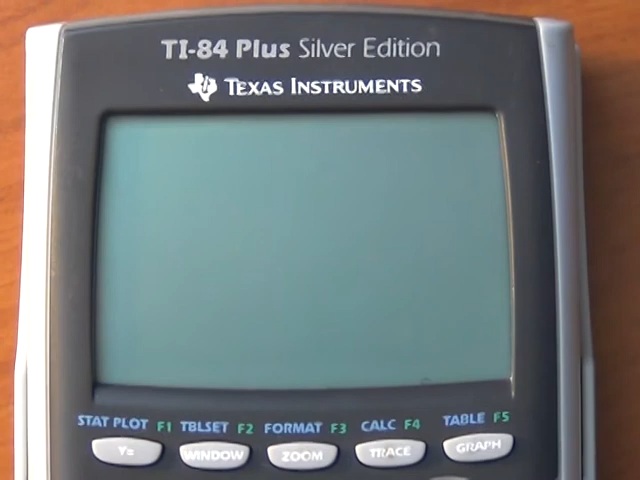 TI-84 Plus Silver Edition
TEXAS INSTRUMENTS
STAT PLOT F1 TBLSET F2 FORMAT F3 CALC F4 TABLE F5
Y= WINDOW ZOOM TRACE GRAPH